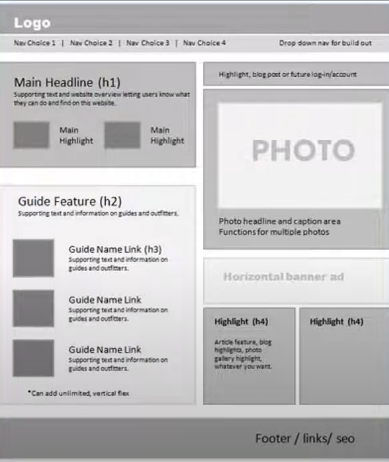 Logo
Nav Choice 1 | Nav Choice 2 | Nav Choice 3 | Nav Choice 4
Drop down nav for build out
Main Headline (h1)
Supporting text and website overview letting users know what
they can do and find on this website.
Main
Highlight
Main
Highlight
Highlight, blog post or future log-in/account
PHOTO
Photo headline and caption area
Functions for multiple photos
Guide Feature (h2)
Supporting text and information on guides and outfitters.
Guide Name Link (h3)
Supporting text and information on
guides and outfitters.
Guide Name Link
Supporting text and information on
guides and outfitters.
Guide Name Link
Supporting text and information on
guides and outfitters.
*Can add unlimited, vertical flex
Horizontal banner ad
Highlight (h4)
Article feature, blog
highlights, photo
gallery highlight,
whatever you want.
Highlight (h4)
Footer / links/ seo